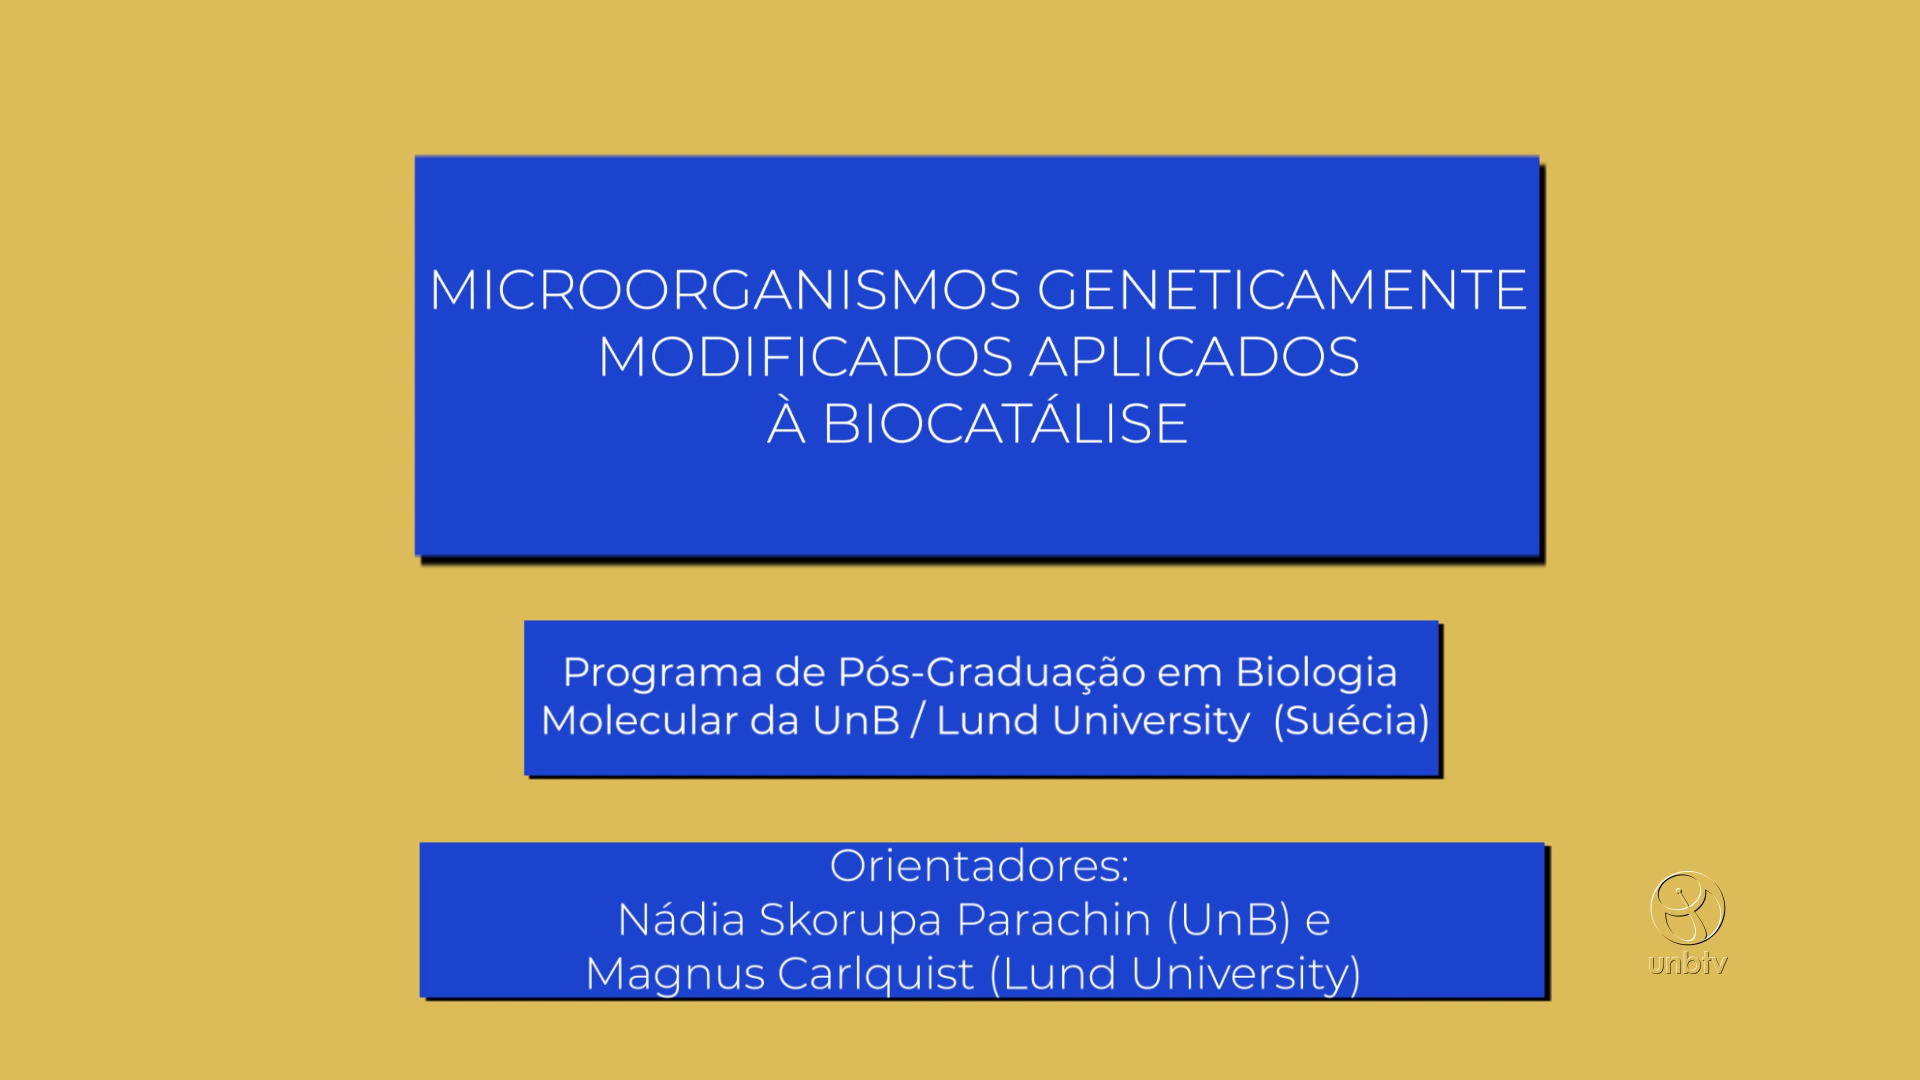 MICROORGANISMOS GENETICAMENTE
MODIFICADOS APLICADOS
À BIOCATÁLISE
Programa de Pós-Graduação em Biologia
Molecular da UnB / Lund University (Suécia)
Orientadores:
Nádia Skorupa Parachin (UnB) e
Magnus Carlquist (Lund University)
unbtv